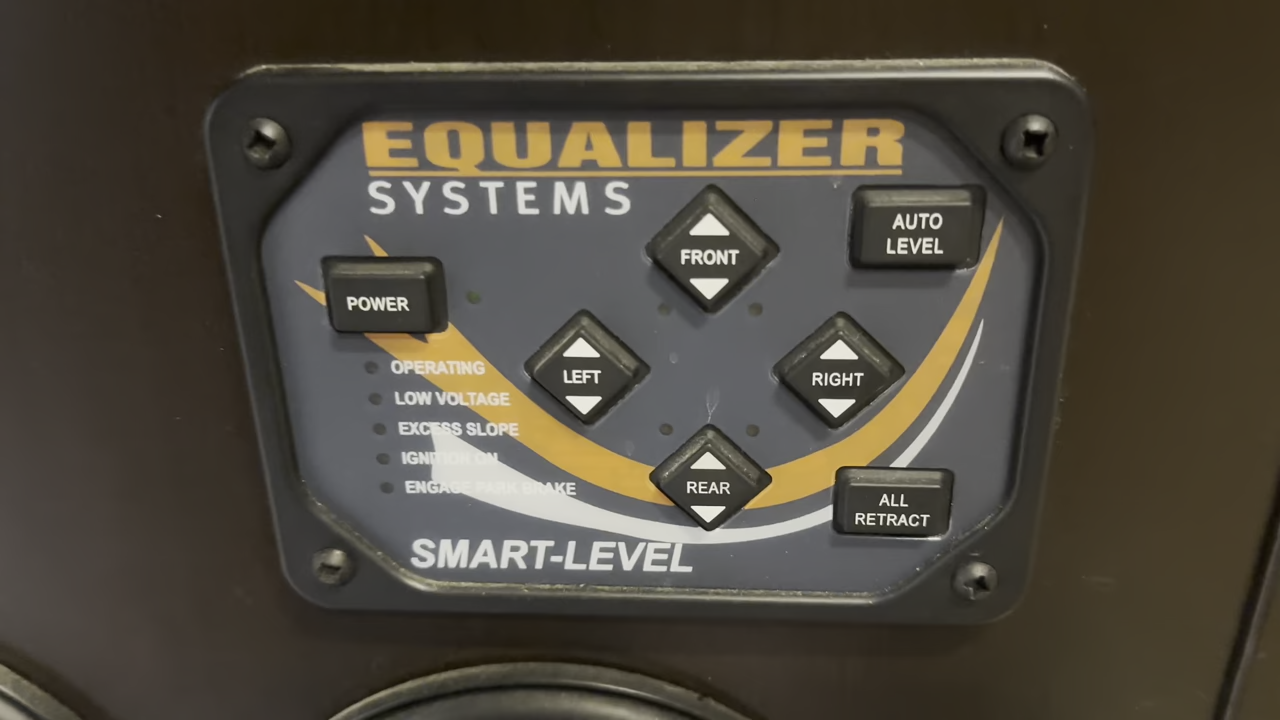 EQUALIZER
SYSTEMS
FRONT
AUTO
LEVEL
POWER
LEFT
RIGHT
OPERATING
LOW VOLTAGE
EXCESS SLOPE
IGNITION ON
ENGAGE PARK BRAKE
REAR
ALL
RETRACT
SMART-LEVEL